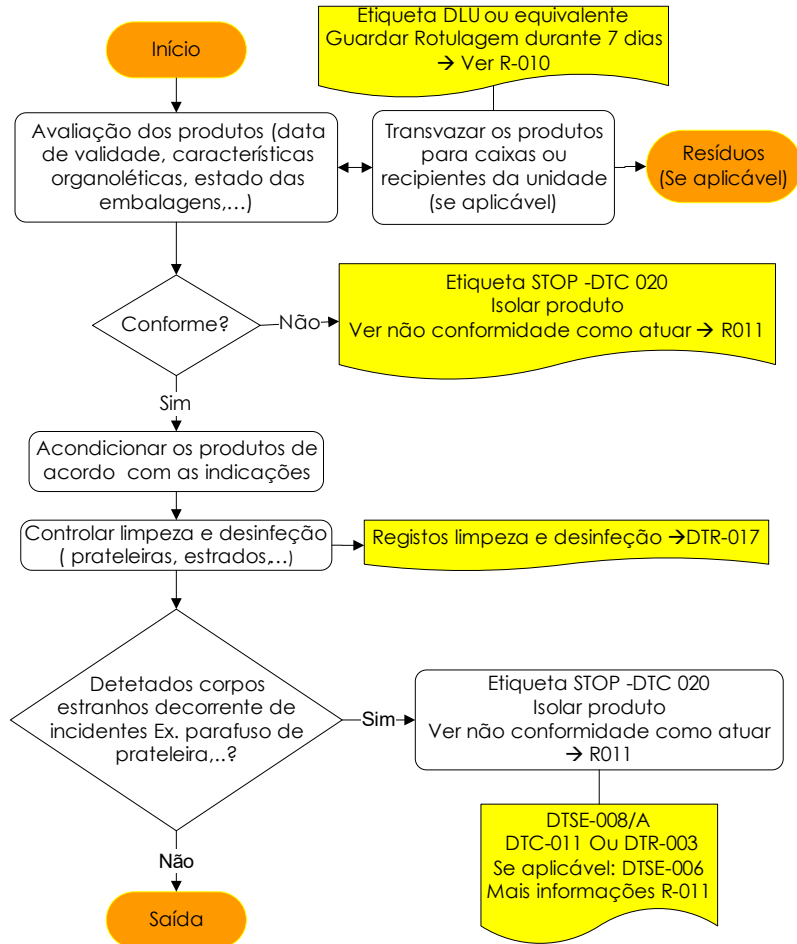 Etiqueta DLU ou equivalente
Guardar Rotulagem durante 7 dias
→ Ver R-010
Início
Avaliação dos produtos (data
de validade, características
organoléticas, estado das
embalagens,...)
Transvazar os produtos
para caixas ou
recipientes da unidade
(se aplicável)
Resíduos
(Se aplicável)
Conforme?
Não
Etiqueta STOP -DTC 020
Isolar produto
Ver não conformidade como atuar → R011
Sim
Acondicionar os produtos de
acordo com as indicações
Controlar limpeza e desinfeção
( prateleiras, estrados,...)
Registos limpeza e desinfeção →DTR-017
Detetados corpos
estranhos decorrente de
incidentes Ex. parafuso de
prateleira,..?
Sim
Etiqueta STOP -DTC 020
Isolar produto
Ver não conformidade como atuar
→ R011
DTSE-008/A
DTC-011 Ou DTR-003
Se aplicável: DTSE-006
Mais informações R-011
Não
Saída